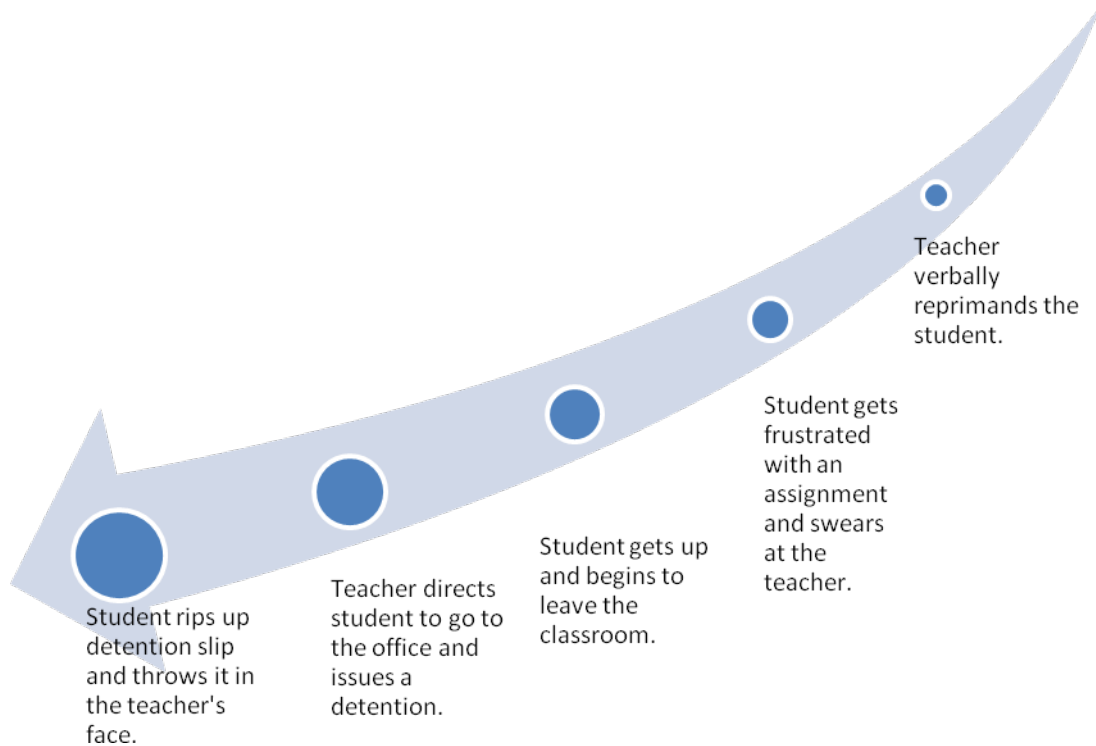 Teacher
verbally
reprimands the
student.
Student gets
frustrated
with an
assignment
and swears
at the
teacher.
Student gets up
and begins to
leave the
classroom.
Teacher directs
student to go to
the office and
issues a
detention.
Student rips up
detention slip
and throws it in
the teacher's
face.